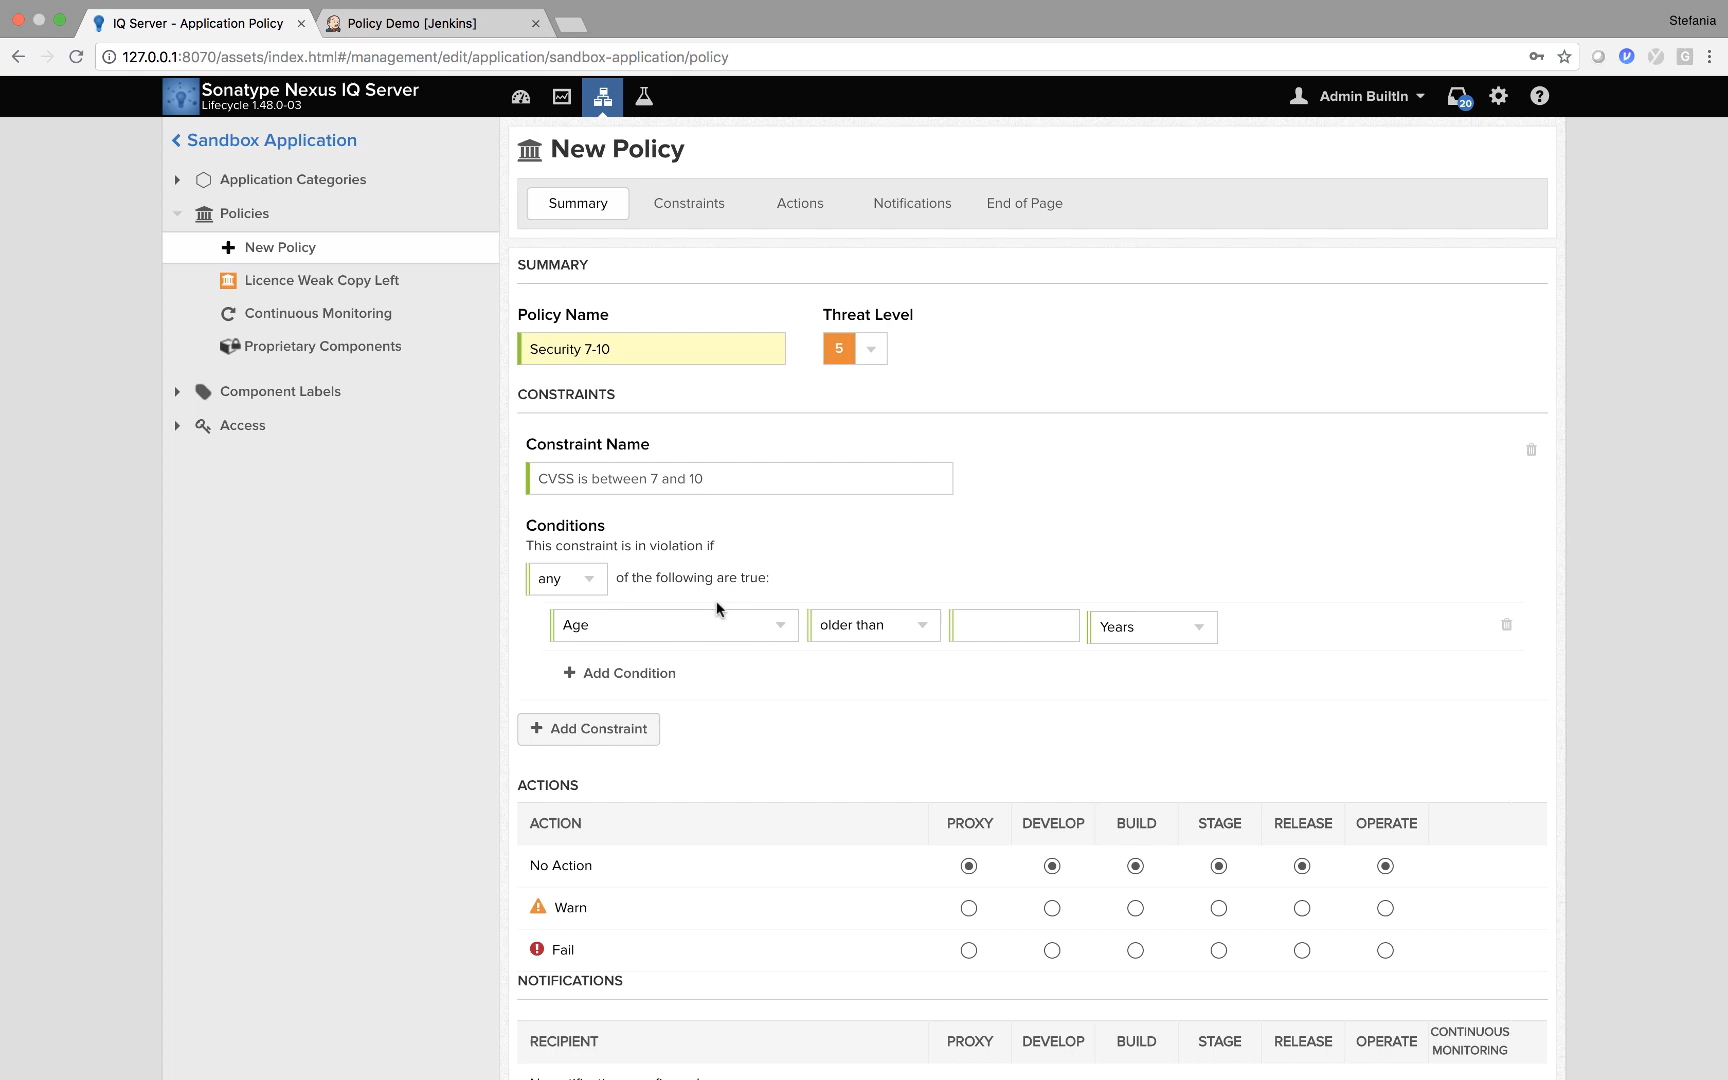 IQ Server - Application Policy
Policy Demo [Jenkins]
Stefania
127.0.0.1:8070/assets/index.html#/management/edit/application/sandbox-application/policy
Sonatype Nexus IQ Server
Lifecycle 1.48.0-03
Admin BuiltIn
20
Sandbox Application
Application Categories
Policies
New Policy
Licence Weak Copy Left
Continuous Monitoring
Proprietary Components
Component Labels
Access
New Policy
Summary Constraints Actions Notifications End of Page
SUMMARY
Policy Name Threat Level
Security 7-10 5
CONSTRAINTS
Constraint Name
CVSS is between 7 and 10
Conditions
This constraint is in violation if
any of the following are true:
Age older than Years
Add Condition
Add Constraint
ACTIONS
ACTION PROXY DEVELOP BUILD STAGE RELEASE OPERATE
No Action
Warn
Fail
NOTIFICATIONS
RECIPIENT PROXY DEVELOP BUILD STAGE RELEASE OPERATE CONTINUOUS MONITORING